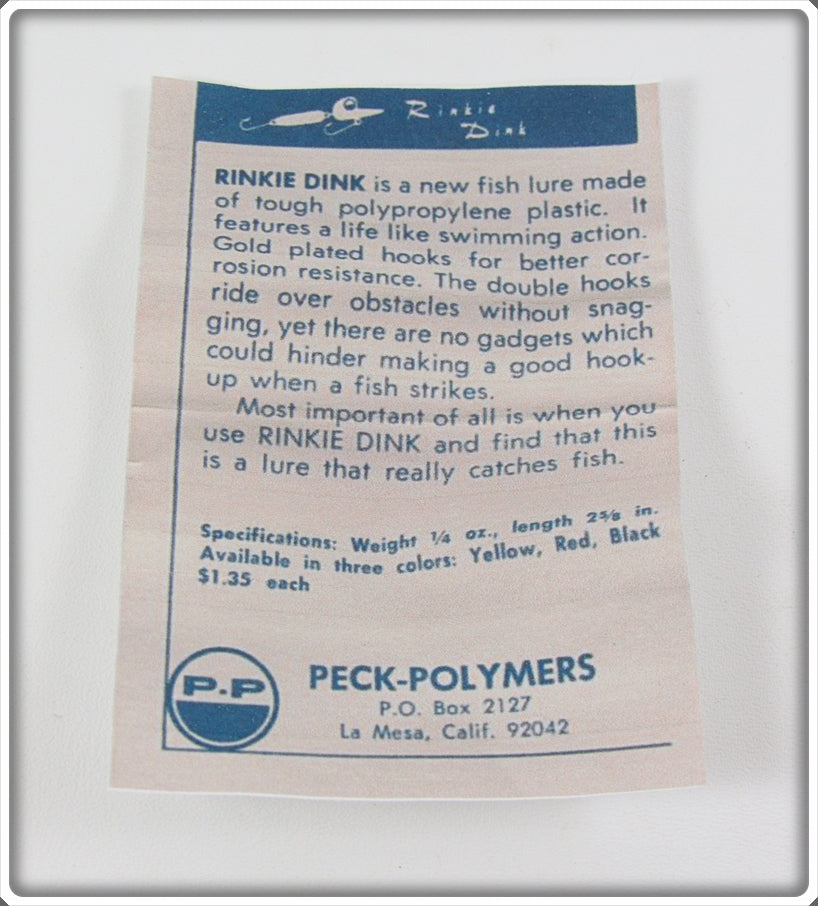 Rinkie
Dink
RINKIE DINK is a new fish lure made
of tough polypropylene plastic. It
features a life like swimming action.
Gold plated hooks for better cor-
rosion resistance. The double hooks
ride over obstacles without snag-
ging, yet there are no gadgets which
could hinder making a good hook-
up when a fish strikes.
Most important of all is when you
use RINKIE DINK and find that this
is a lure that really catches fish.
Specifications: Weight 1/4 oz., length 2 5/8 in.
Available in three colors: Yellow, Red, Black
$1.35 each
P.P
PECK-POLYMERS
P.O. Box 2127
La Mesa, Calif. 92042